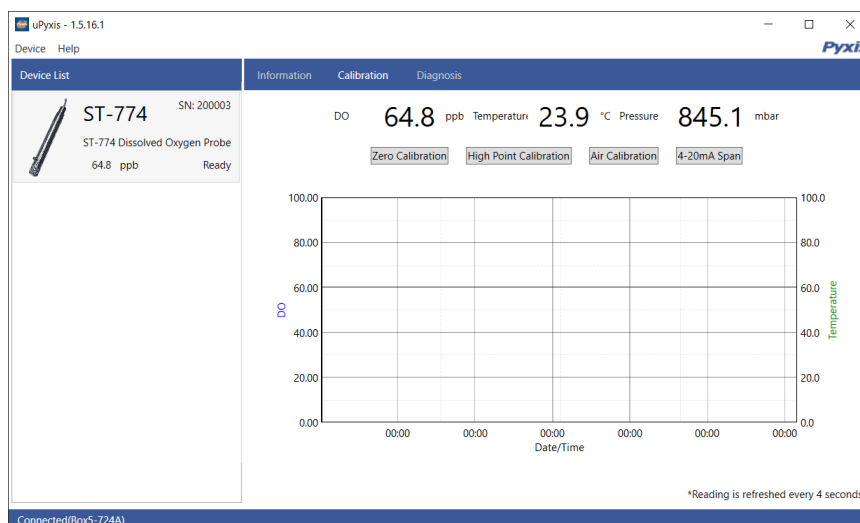 uPyxis - 1.5.16.1
Device Help
Pyxis
Device List
Information Calibration Diagnosis
ST-774 SN: 200003
ST-774 Dissolved Oxygen Probe
64.8 ppb Ready
DO 64.8 ppb Temperature 23.9 °C Pressure 845.1 mbar
Zero Calibration High Point Calibration Air Calibration 4-20mA Span
100.00 100.0
80.00 80.0
60.00 60.0
DO Temperature
40.00 40.0
20.00 20.0
0.00 0.0
00:00 00:00 00:00 00:00 00:00 00:00
Date/Time
*Reading is refreshed every 4 seconds
Connected(Box5-724A)